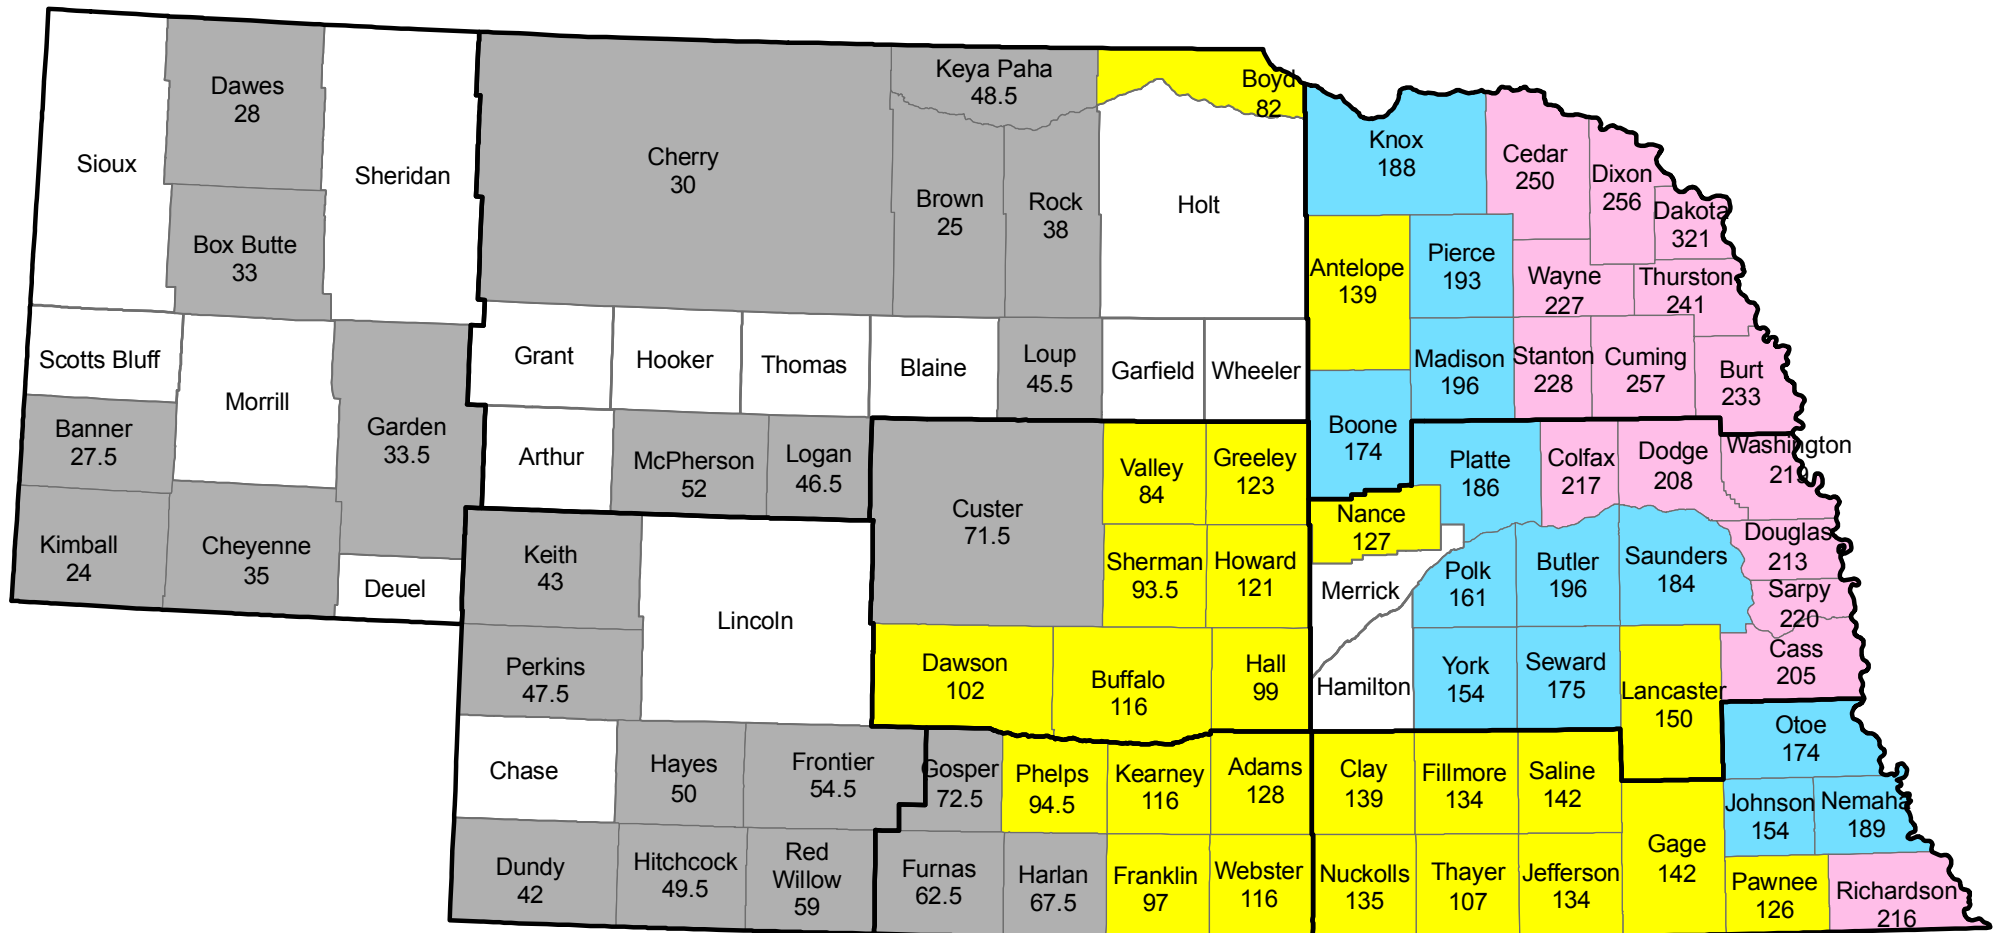 Sioux
Dawes
28
Sheridan
Box Butte
33
Scotts Bluff
Morrill
Garden
33.5
Banner
27.5
Kimball
24
Cheyenne
35
Deuel
Cherry
30
Keya Paha
48.5
Boyd
82
Brown
25
Rock
38
Holt
Grant
Hooker
Thomas
Blaine
Loup
45.5
Garfield
Wheeler
Arthur
McPherson
52
Logan
46.5
Knox
188
Cedar
250
Dixon
256
Dakota
321
Antelope
139
Pierce
193
Wayne
227
Thurston
241
Madison
196
Stanton
228
Cuming
257
Burt
233
Boone
174
Custer
71.5
Valley
84
Greeley
123
Sherman
93.5
Howard
121
Dawson
102
Buffalo
116
Hall
99
Platte
186
Colfax
217
Dodge
208
Washington
Nance
127
Merrick
Polk
161
Butler
196
Saunders
184
Douglas
213
Sarpy
220
Cass
205
Hamilton
York
154
Seward
175
Lancaster
150
Keith
43
Lincoln
Perkins
47.5
Chase
Hayes
50
Frontier
54.5
Dundy
42
Hitchcock
49.5
Red
Willow
59
Gosper
72.5
Phelps
94.5
Kearney
116
Adams
128
Furnas
62.5
Harlan
67.5
Franklin
97
Webster
116
Clay
139
Fillmore
134
Saline
142
Nuckolls
135
Thayer
107
Jefferson
134
Gage
142
Otoe
174
Johnson
154
Nemaha
189
Pawnee
126
Richardson
216